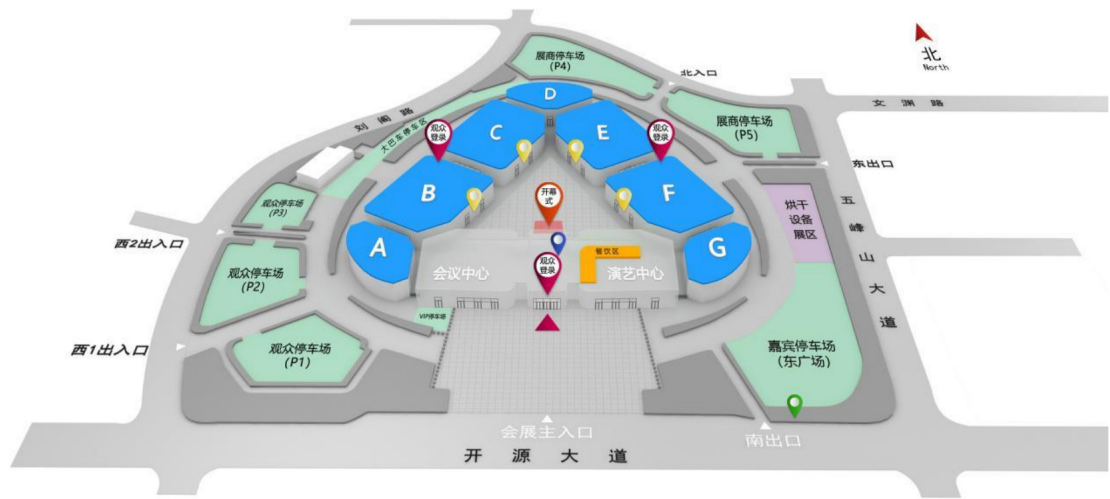 北
North
展商停车场
(P4)
北入口
文渊路
刘阁路
大巴车停车区
D
展商停车场
(P5)
观众
登录
C
E
观众
登录
东出口
B
开幕
式
F
烘干
设备
展区
观众停车场
(P3)
五峰山大道
西2出入口
A
G
餐饮区
观众停车场
(P2)
会议中心
观众
登录
演艺中心
VIP停车场
西1出入口
观众停车场
(P1)
嘉宾停车场
(东广场)
会展主入口
南出口
开源大道